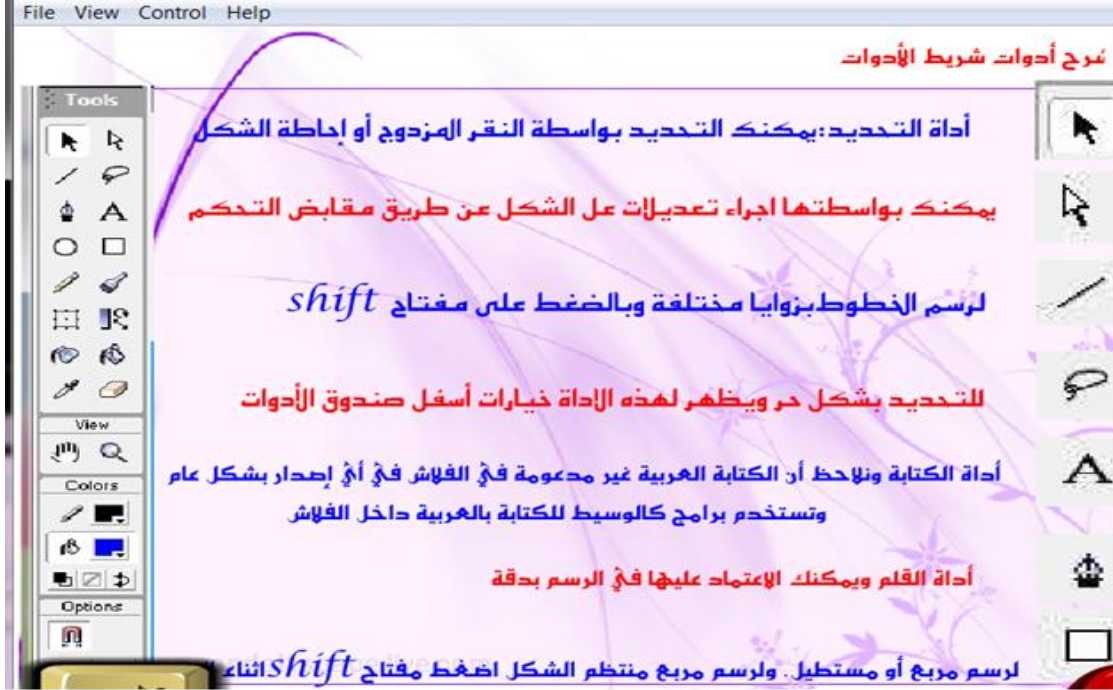 File View Control Help
شرح أدوات شريط الأدوات
Tools
أداة التحديد:يمكنك التحديد بواسطة النقر المزدوج أو إحاطة الشكل
يمكنك بواسطتها اجراء تعديلات عل الشكل عن طريق مقابض التحكم
لرسم الخطوط بزوايا مختلفة وبالضغط على مفتاح shift
للتحديد بشكل حر ويظهر لهذه الاداة خيارات أسفل صندوق الأدوات
View
أداة الكتابة ونلاحظ أن الكتابة العربية غير مدعومة في الفلاش في أي إصدار بشكل عام
Colors
وتستخدم برامج كالوسيط للكتابة بالعربية داخل الفلاش
أداة القلم ويمكنك الاعتماد عليها في الرسم بدقة
Options
لرسم مربع أو مستطيل. ولرسم مربع منتظم الشكل اضغط مفتاح shift اثناء